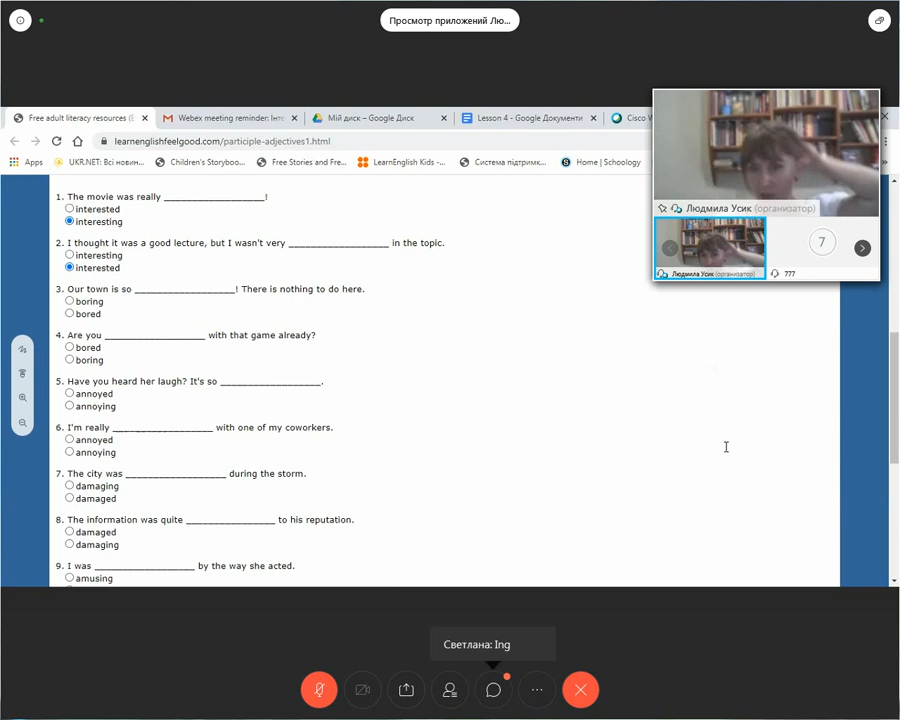 Просмотр приложений Лю...
Free adult literacy resources (E
Webex meeting reminder: Inte
Мій диск – Google Диск
Lesson 4 - Google Документи
Cisco W
learnenglishfeelgood.com/participle-adjectives1.html
Apps
UKR.NET: Всі новин...
Children's Storyboo...
Free Stories and Fre...
LearnEnglish Kids -...
Система підтримк...
Home | Schoology
Людмила Усик (организатор)
Людмила Усик (организатор)
7
777
1. The movie was really ___________________!
interested
interesting
2. I thought it was a good lecture, but I wasn't very ___________________ in the topic.
interesting
interested
3. Our town is so ___________________! There is nothing to do here.
boring
bored
4. Are you ___________________ with that game already?
bored
boring
5. Have you heard her laugh? It's so ___________________.
annoyed
annoying
6. I'm really ___________________ with one of my coworkers.
annoyed
annoying
7. The city was ___________________ during the storm.
damaging
damaged
8. The information was quite _________________ to his reputation.
damaged
damaging
9. I was ___________________ by the way she acted.
amusing
Светлана: Ing